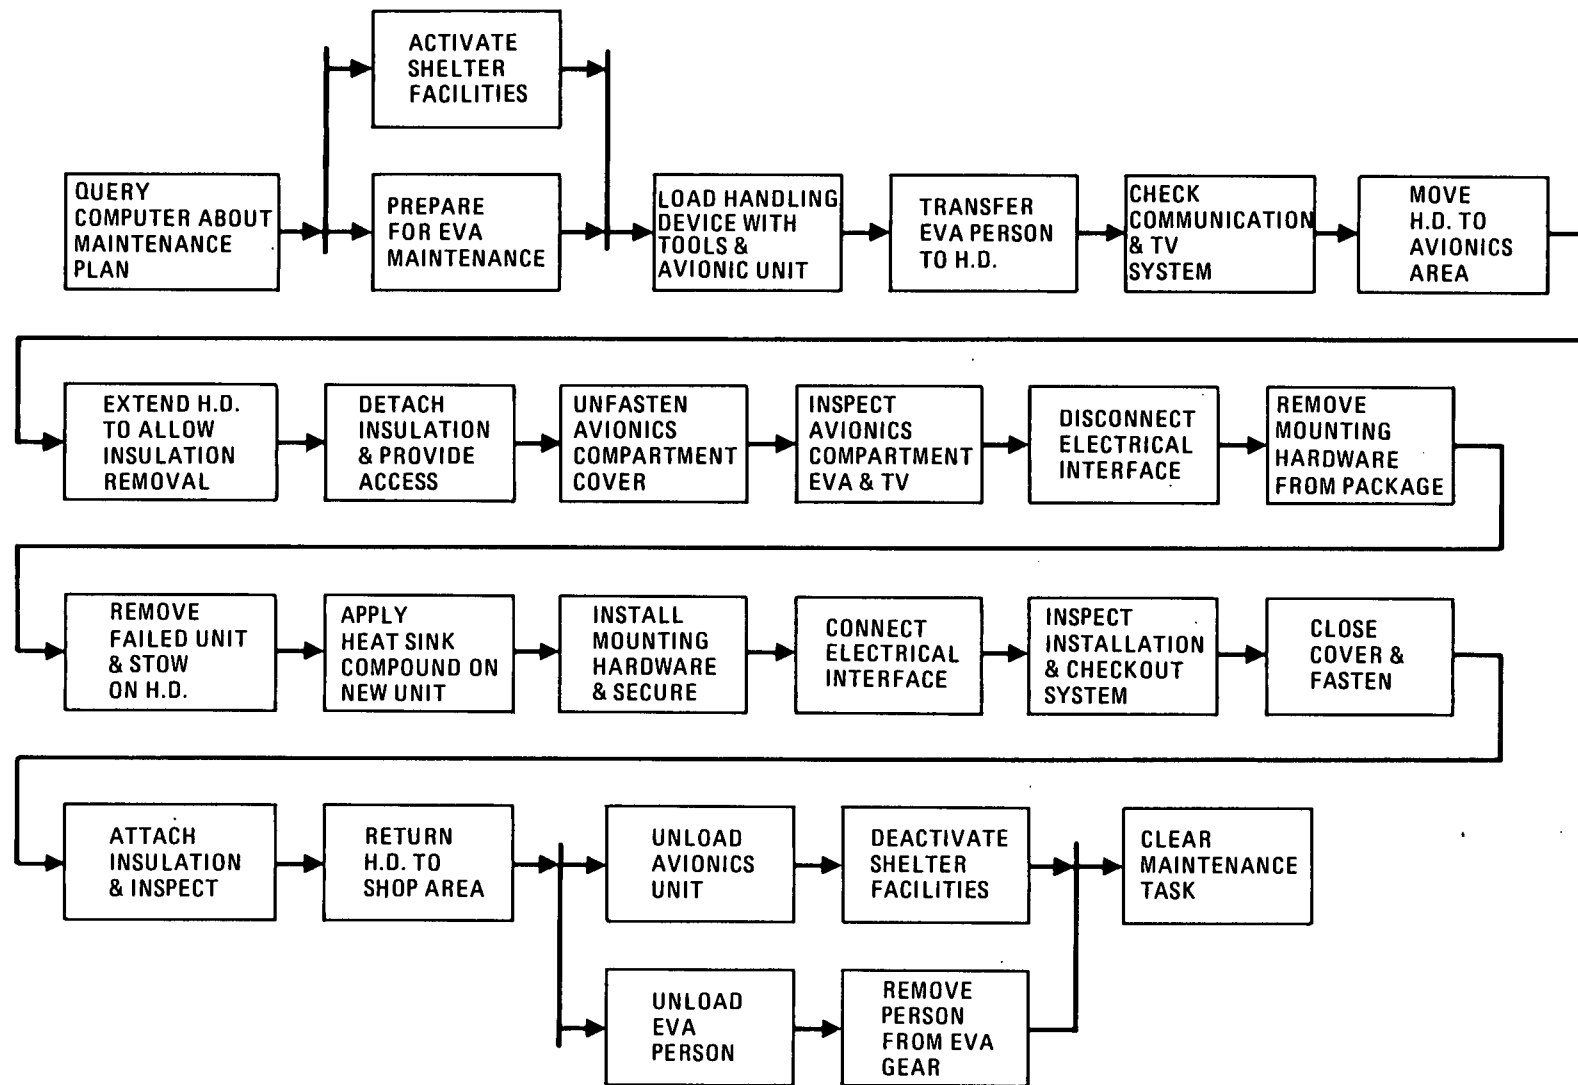 ACTIVATE
SHELTER
FACILITIES
QUERY
COMPUTER ABOUT
MAINTENANCE
PLAN
PREPARE
FOR EVA
MAINTENANCE
LOAD HANDLING
DEVICE WITH
TOOLS &
AVIONIC UNIT
TRANSFER
EVA PERSON
TO H.D.
CHECK
COMMUNICATION
& TV
SYSTEM
MOVE
H.D. TO
AVIONICS
AREA
EXTEND H.D.
TO ALLOW
INSULATION
REMOVAL
DETACH
INSULATION
& PROVIDE
ACCESS
UNFASTEN
AVIONICS
COMPARTMENT
COVER
INSPECT
AVIONICS
COMPARTMENT
EVA & TV
DISCONNECT
ELECTRICAL
INTERFACE
REMOVE
MOUNTING
HARDWARE
FROM PACKAGE
REMOVE
FAILED UNIT
& STOW
ON H.D.
APPLY
HEAT SINK
COMPOUND ON
NEW UNIT
INSTALL
MOUNTING
HARDWARE
& SECURE
CONNECT
ELECTRICAL
INTERFACE
INSPECT
INSTALLATION
& CHECKOUT
SYSTEM
CLOSE
COVER &
FASTEN
ATTACH
INSULATION
& INSPECT
RETURN
H.D. TO
SHOP AREA
UNLOAD
AVIONICS
UNIT
DEACTIVATE
SHELTER
FACILITIES
CLEAR
MAINTENANCE
TASK
UNLOAD
EVA
PERSON
REMOVE
PERSON
FROM EVA
GEAR